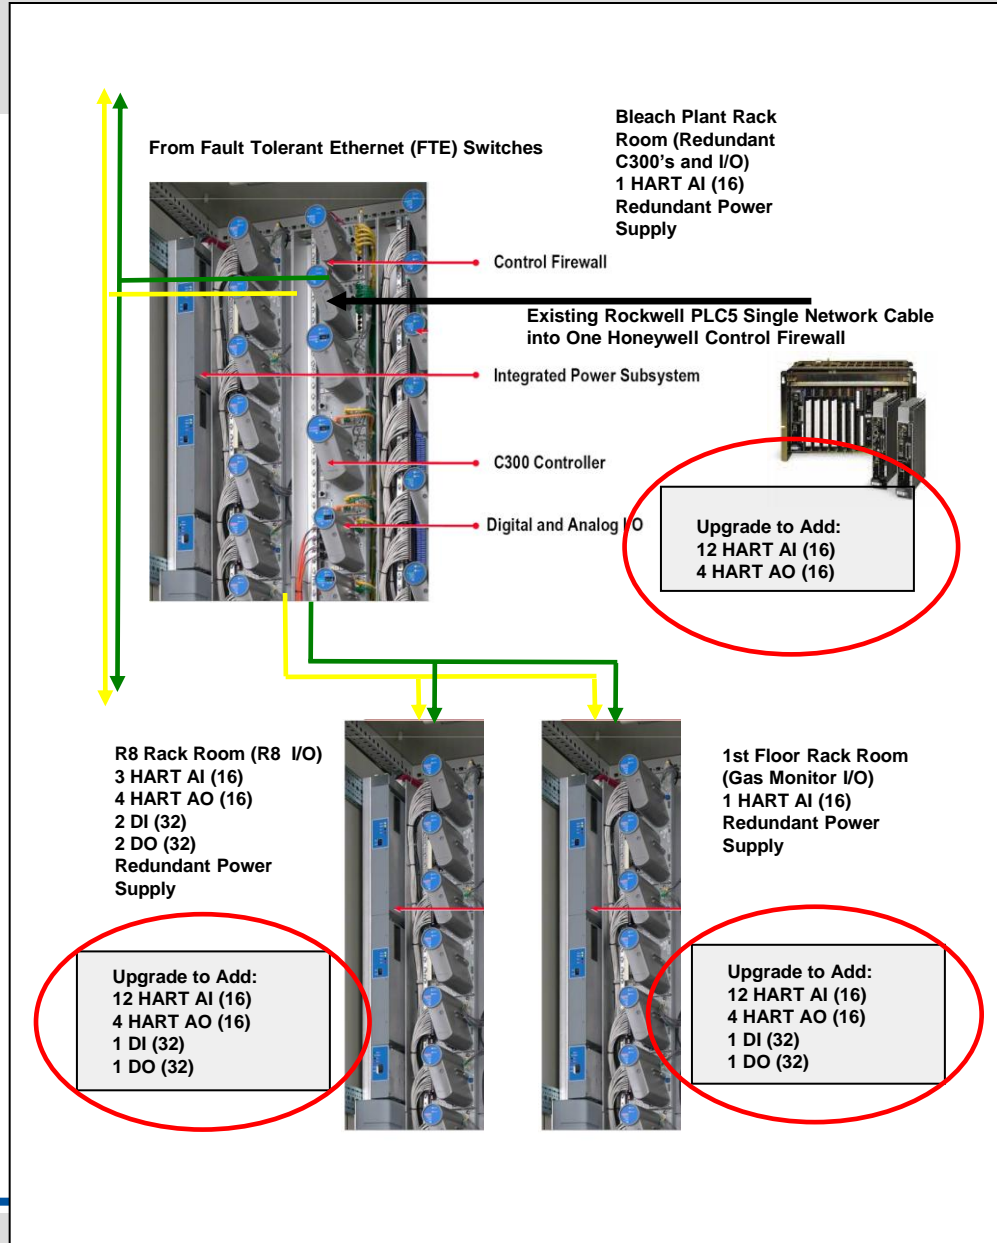 From Fault Tolerant Ethernet (FTE) Switches
Bleach Plant Rack
Room (Redundant
C300's and I/O)
1 HART AI (16)
Redundant Power
Supply
Control Firewall
Existing Rockwell PLC5 Single Network Cable
into One Honeywell Control Firewall
Integrated Power Subsystem
C300 Controller
Digital and Analog I/O
Upgrade to Add:
12 HART AI (16)
4 HART AO (16)
R8 Rack Room (R8 I/O)
3 HART AI (16)
4 HART AO (16)
2 DI (32)
2 DO (32)
Redundant Power
Supply
1st Floor Rack Room
(Gas Monitor I/O)
1 HART AI (16)
Redundant Power
Supply
Upgrade to Add:
12 HART AI (16)
4 HART AO (16)
1 DI (32)
1 DO (32)
Upgrade to Add:
12 HART AI (16)
4 HART AO (16)
1 DI (32)
1 DO (32)